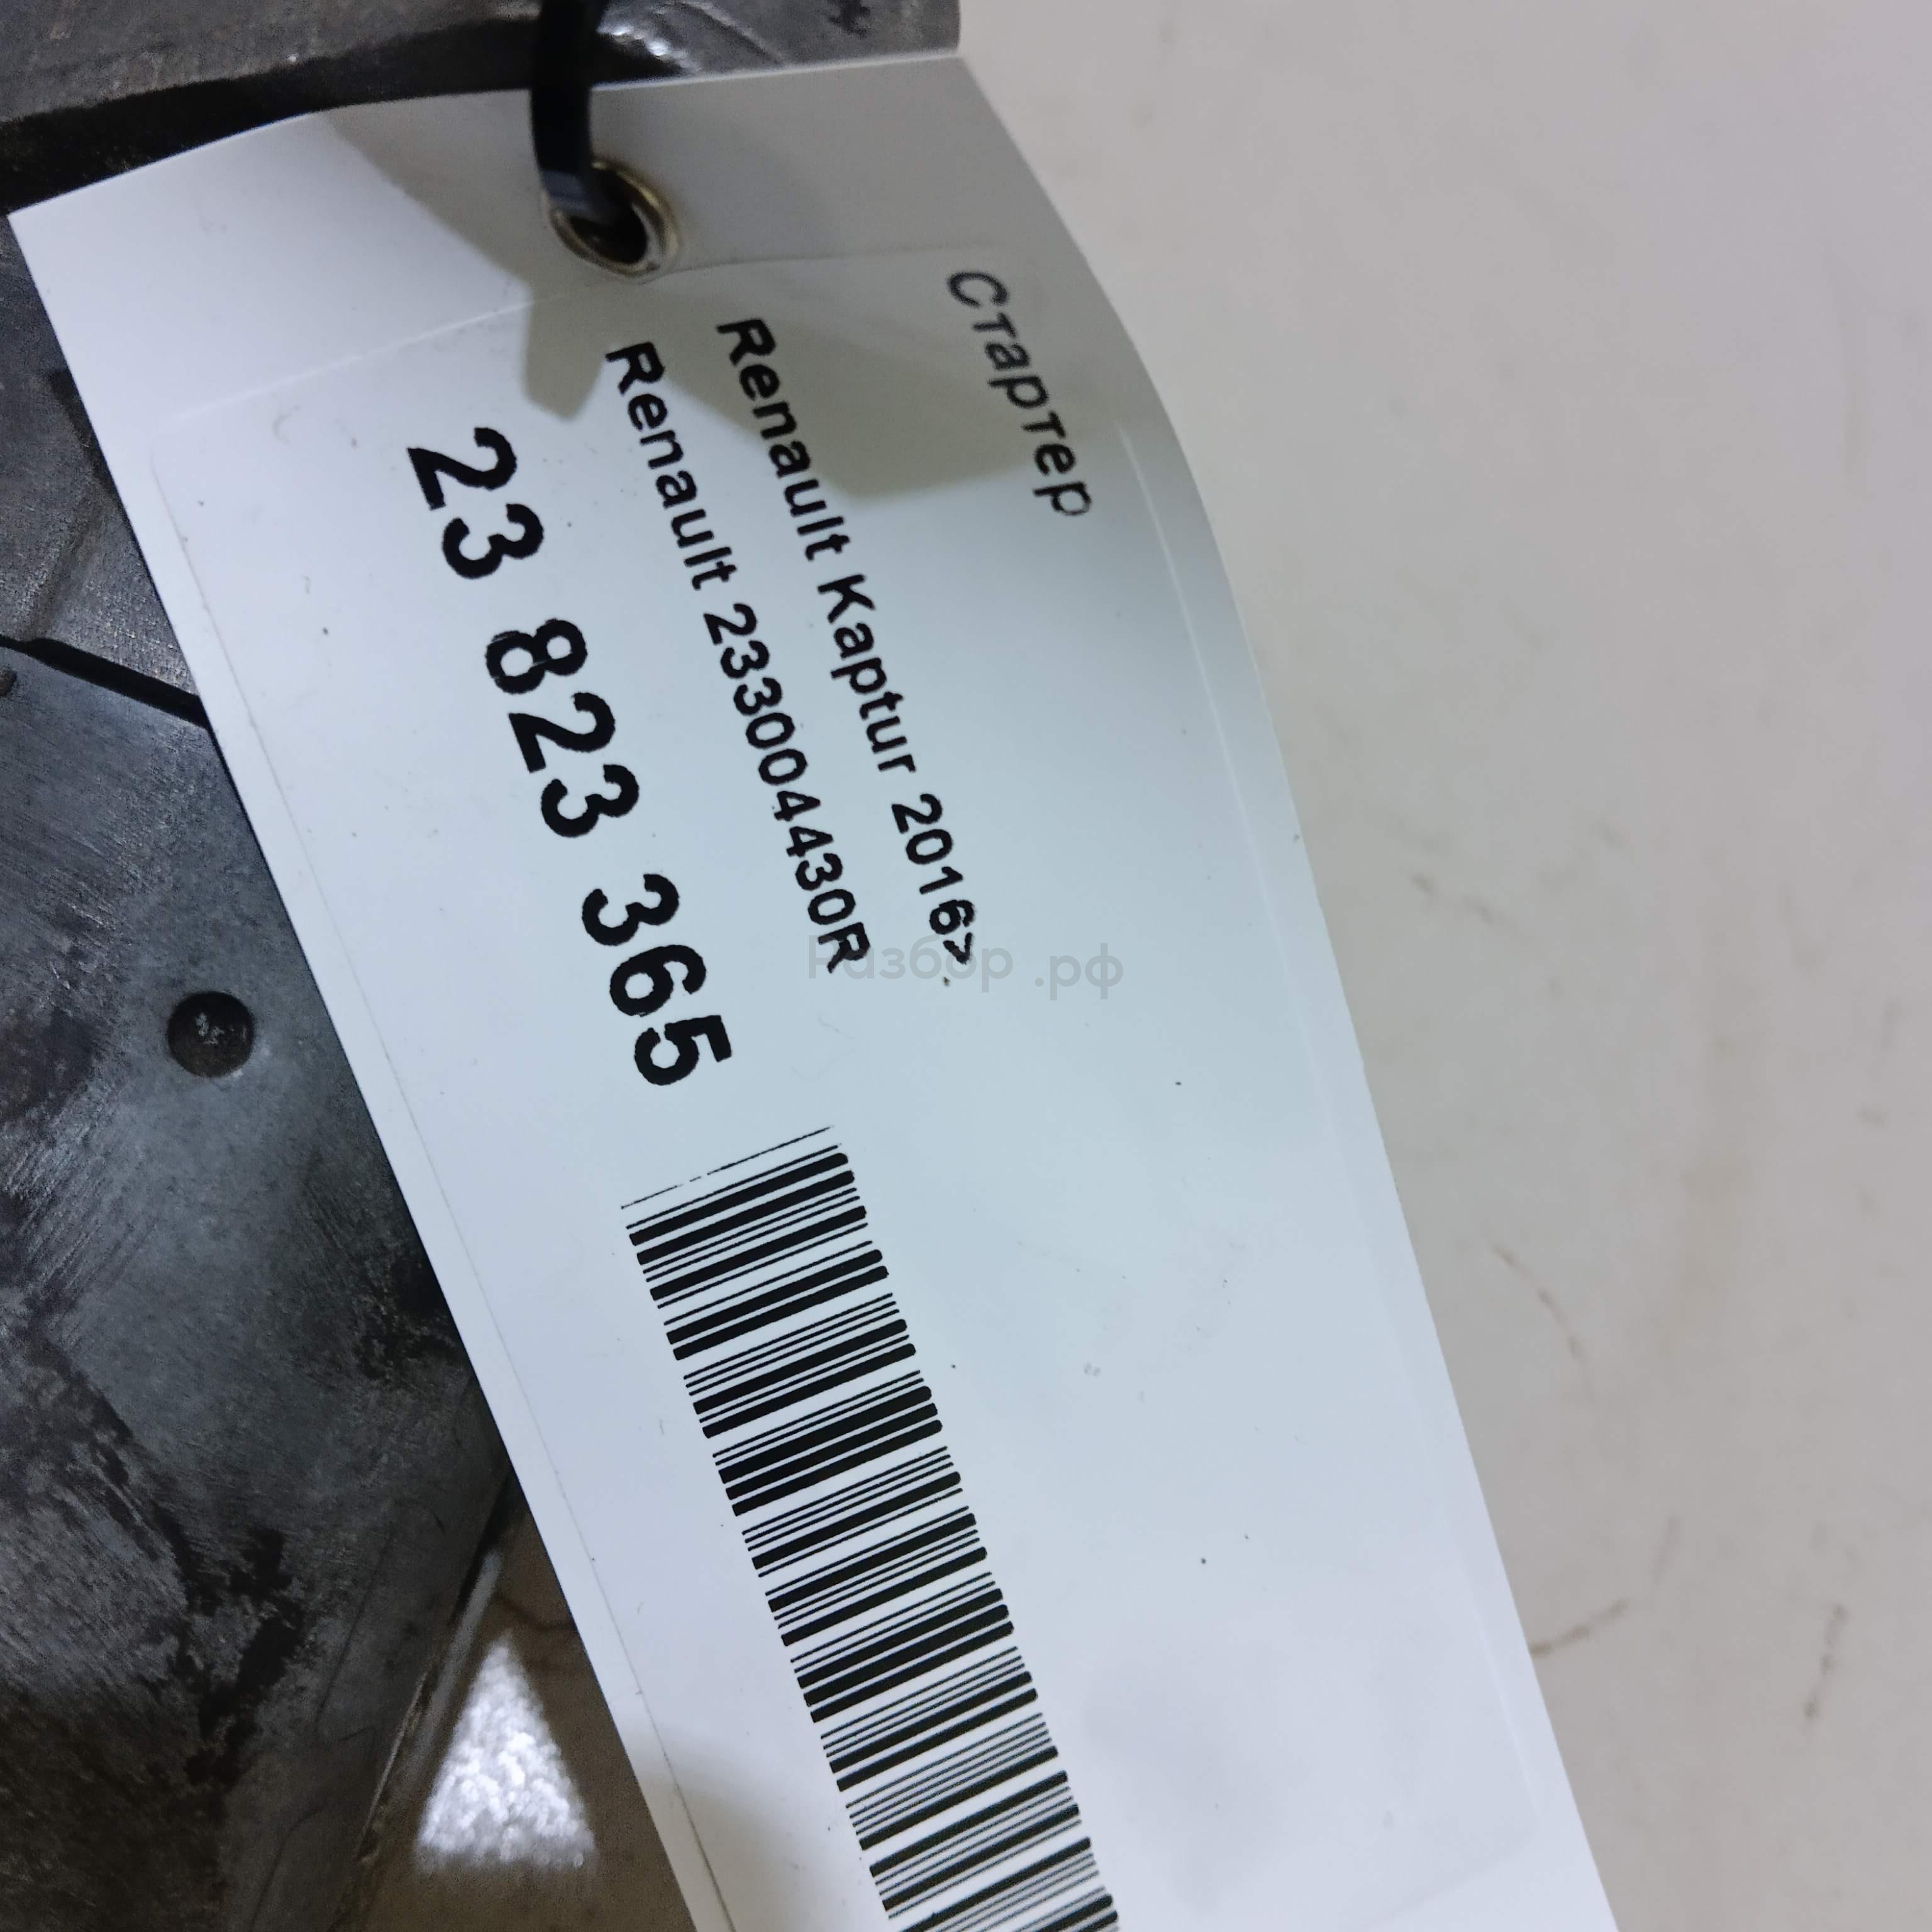 Стартер
Renault Kaptur 2016>
Renault 233004430R
23 823 365
Разбор .рф